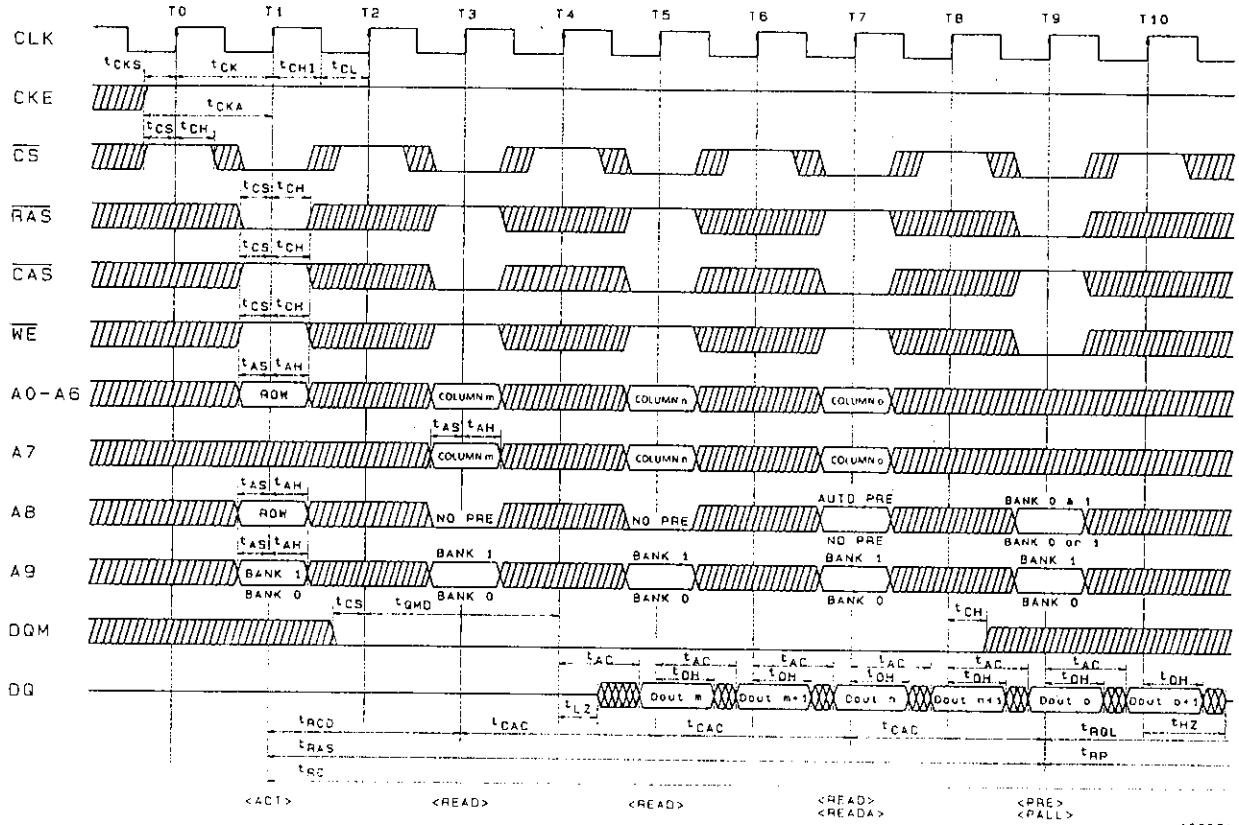 T0 T1 T2 T3 T4 T5 T6 T7 T8 T9 T10
CLK
tCKS tCK tCHI tCL
CKE
tCKA
tCS tCH
CS
tCS tCH
RAS
tCS tCH
CAS
tCS tCH
WE
tAS tAH
A0-A6 ROW COLUMN m COLUMN n COLUMN o
tAS tAH
A7 COLUMN m COLUMN n COLUMN o
tAS tAH AUTO PRE BANK 0 & 1
A8 ROW NO PRE NO PRE
tAS tAH NO PRE BANK 0 or 1
BANK 1 BANK 1 BANK 1 BANK 1
A9 BANK 1
BANK 0 BANK 0 BANK 0 BANK 0 BANK 0
tCS tQMD tCH
DQM
tAC tAC tAC tAC tAC tAC
tOH tOH tOH tOH tOH tOH
DQ Dout m Dout m+1 Dout n Dout n+1 Dout o Dout o+1
tLZ tHZ
tRCD tCAC tCAC tCAC tRQL
tRAS tRP
tRC
<ACT> <READ> <READ> <READ> <PRE>
<READA> <PALL>